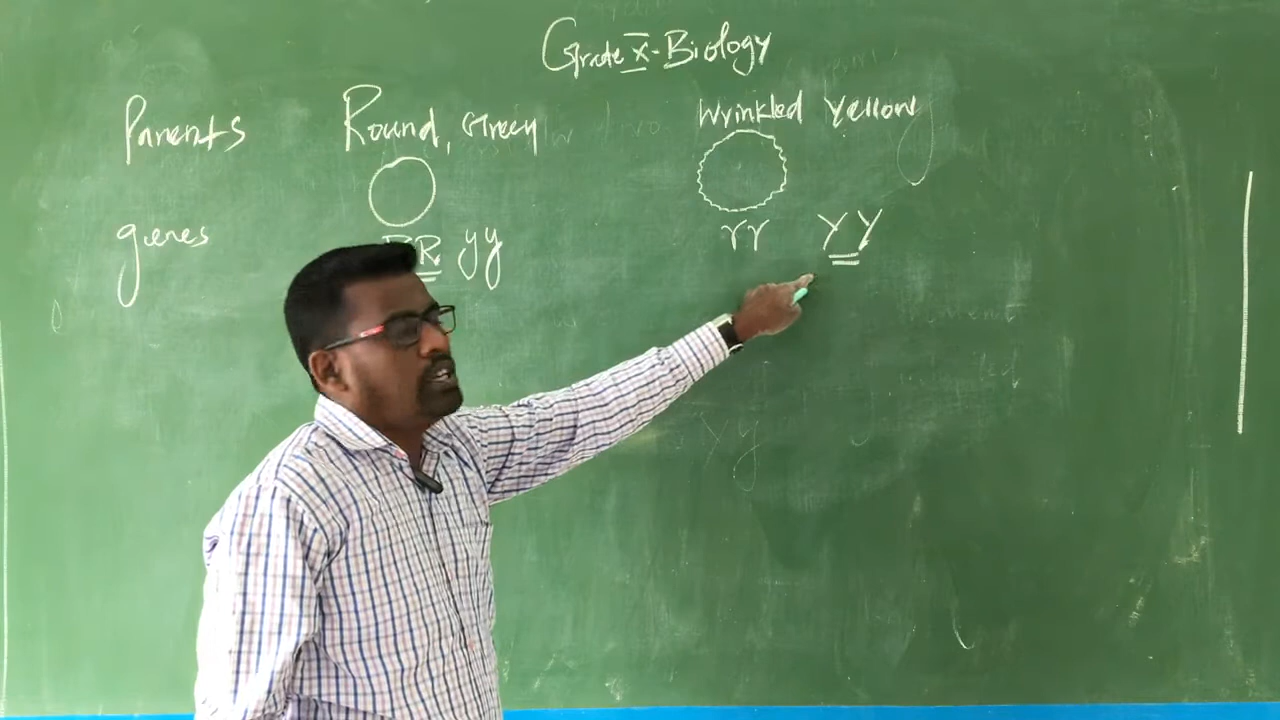 Grade X - Biology
Parents Round, Green Wrinkled Yellow
genes RR yy rr YY